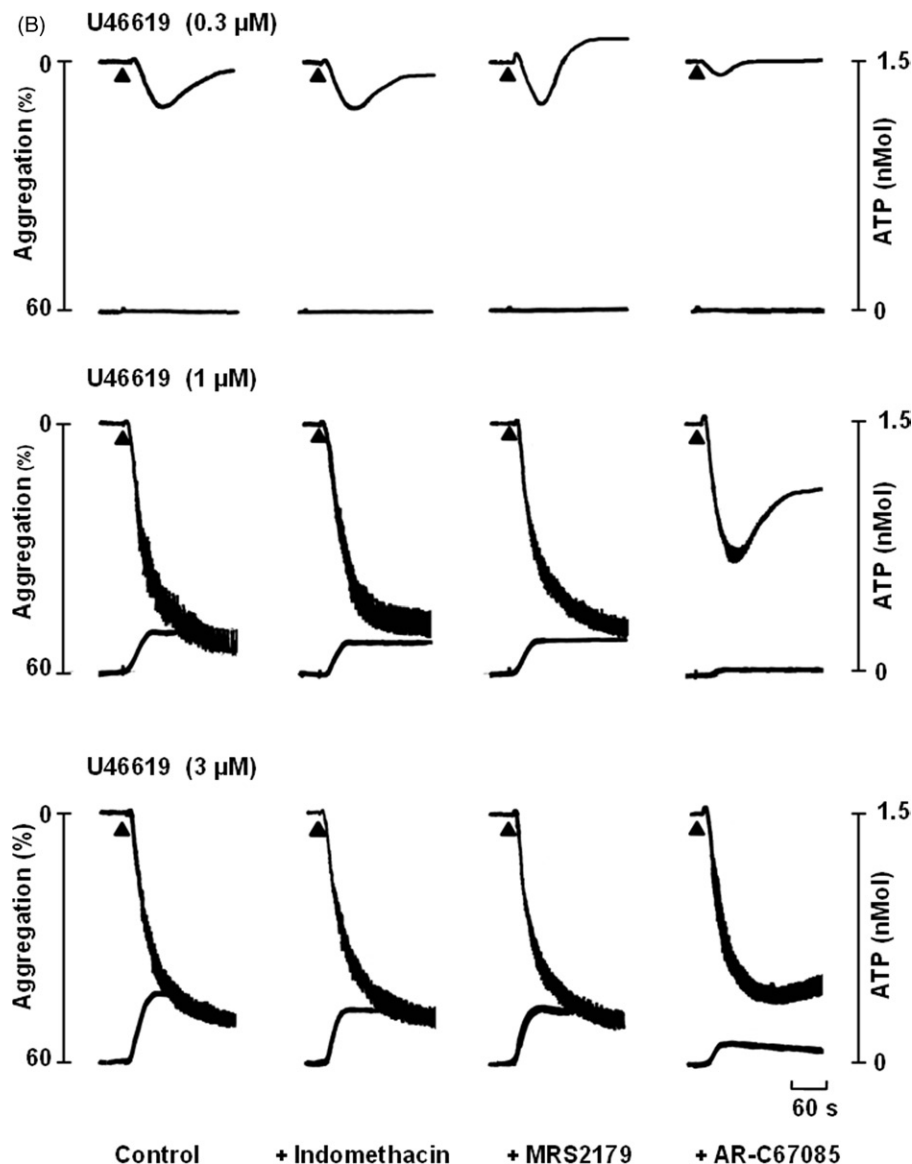 (B) U46619 (0.3 µM)
0
Aggregation (%)
60
1.5
ATP (nMol)
0
U46619 (1 µM)
0
Aggregation (%)
60
1.5
ATP (nMol)
0
U46619 (3 µM)
0
Aggregation (%)
60
1.5
ATP (nMol)
0
60 s
Control + Indomethacin + MRS2179 + AR-C67085